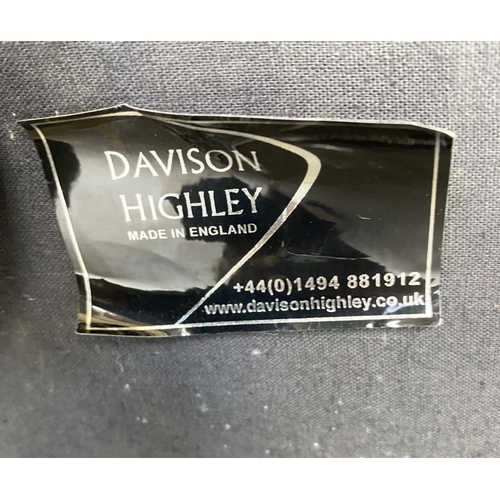 DAVISON
HIGHLEY
MADE IN ENGLAND
+44(0)1494 881912
www.davisonhighley.co.uk